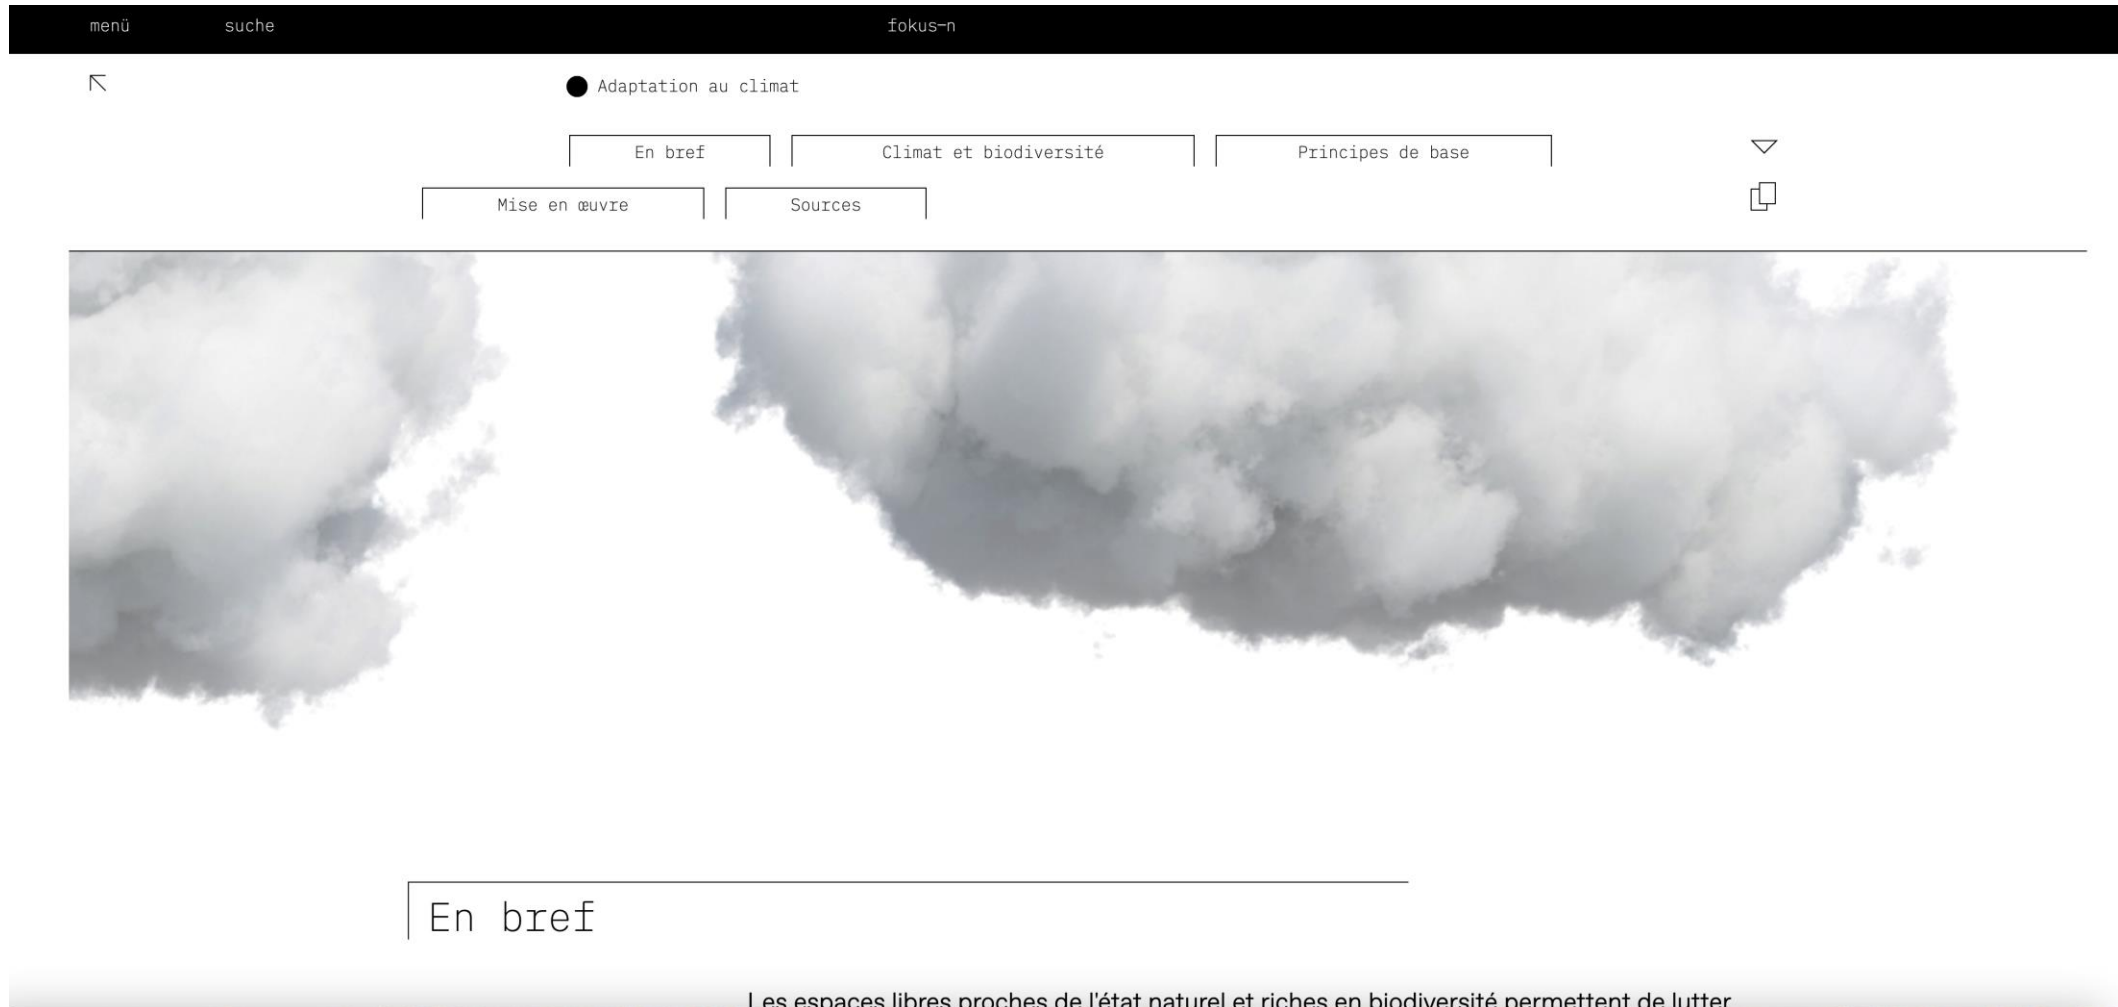 menü suche fokus-n
Adaptation au climat
En bref Climat et biodiversité Principes de base
Mise en œuvre Sources
En bref
Les espaces libres proches de l'état naturel et riches en biodiversité permettent de lutter